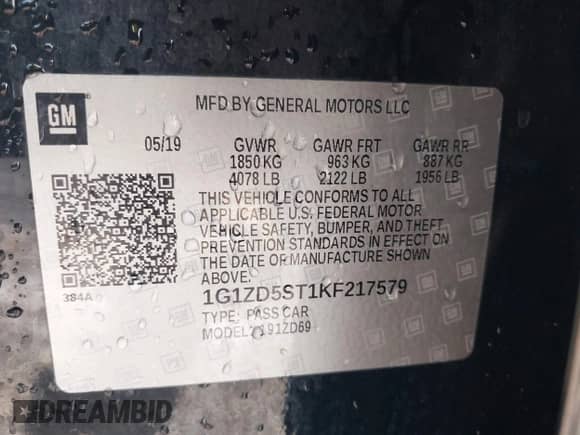 GM
MFD BY GENERAL MOTORS LLC
05/19 GVWR GAWR FRT GAWR RR
1850 KG 963 KG 887 KG
4078 LB 2122 LB 1956 LB
THIS VEHICLE CONFORMS TO ALL
APPLICABLE U.S. FEDERAL MOTOR
VEHICLE SAFETY, BUMPER, AND THEFT
PREVENTION STANDARDS IN EFFECT ON
THE DATE OF MANUFACTURE SHOWN
ABOVE.
384A
1G1ZD5ST1KF217579
TYPE: PASS CAR
MODEL: 191ZD69
DREAMBID